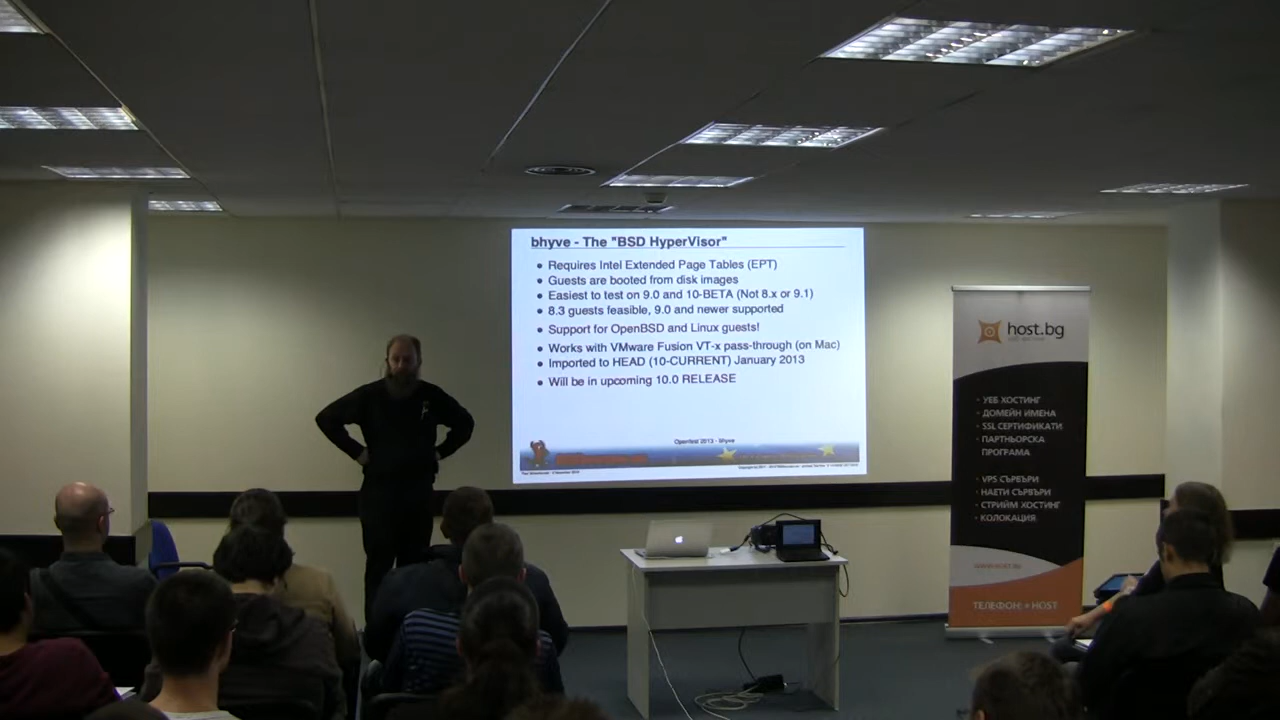 bhyve - The "BSD HyperVisor"
Requires Intel Extended Page Tables (EPT)
Guests are booted from disk images
Easiest to test on 9.0 and 10-BETA (Not 8.x or 9.1)
8.3 guests feasible, 9.0 and newer supported
Support for OpenBSD and Linux guests!
Works with VMware Fusion VT-x pass-through (on Mac)
Imported to HEAD (10-CURRENT) January 2013
Will be in upcoming 10.0 RELEASE
Openfest 2013 - bhyve
host.bg
УЕБ ХОСТИНГ
ДОМЕЙН ИМЕНА
SSL СЕРТИФИКАТИ
ПАРТНЬОРСКА
ПРОГРАМА
VPS СЪРВЪРИ
НАЕТИ СЪРВЪРИ
СТРИЙМ ХОСТИНГ
КОЛОКАЦИЯ
ТЕЛЕФОН: * HOST